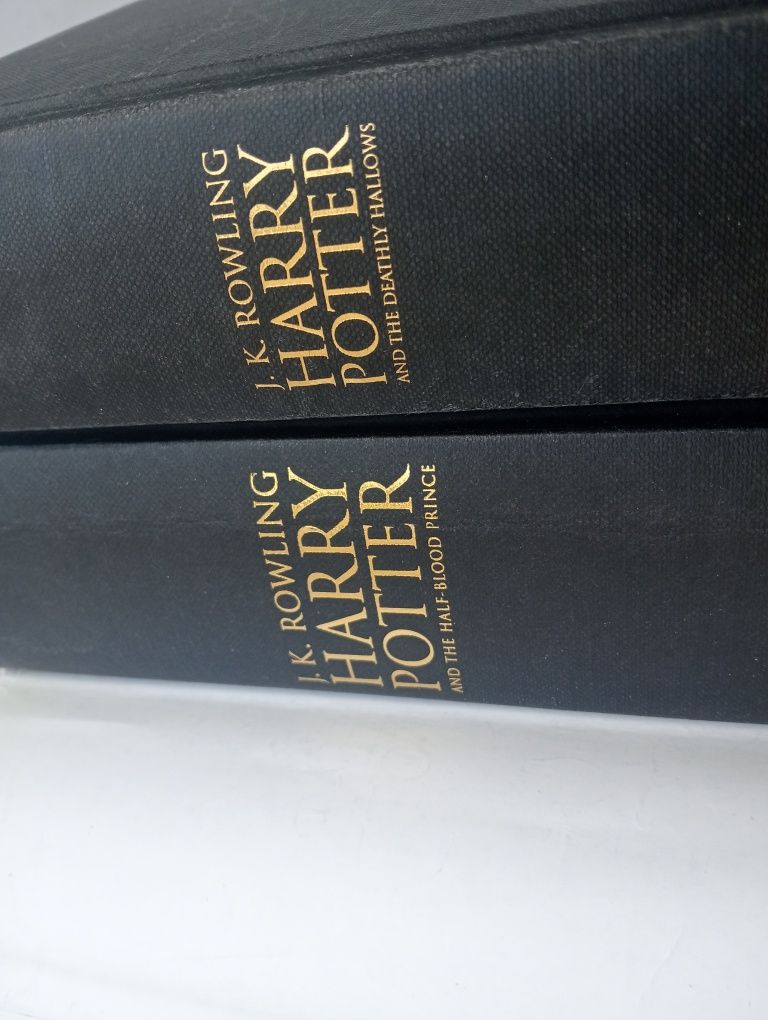 J. K. ROWLING
HARRY
POTTER
AND THE DEATHLY HALLOWS
J. K. ROWLING
HARRY
POTTER
AND THE HALF-BLOOD PRINCE